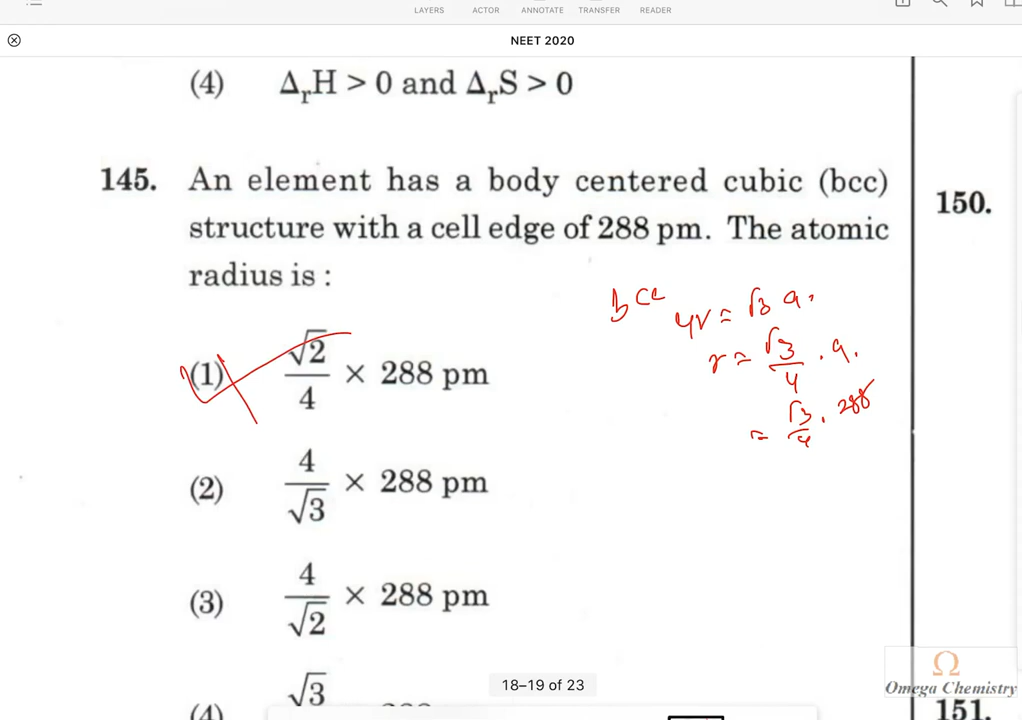 LAYERS ACTOR ANNOTATE TRANSFER READER
NEET 2020
(4) ΔrH > 0 and ΔrS > 0
145. An element has a body centered cubic (bcc)
structure with a cell edge of 288 pm. The atomic
radius is :
(1) √2/4 × 288 pm
(2) 4/√3 × 288 pm
(3) 4/√2 × 288 pm
(4) √3
bcc
4r = √3 a.
r = √3/4 . a.
= √3/4 . 288
150.
18–19 of 23
Ω
Omega Chemistry
151.